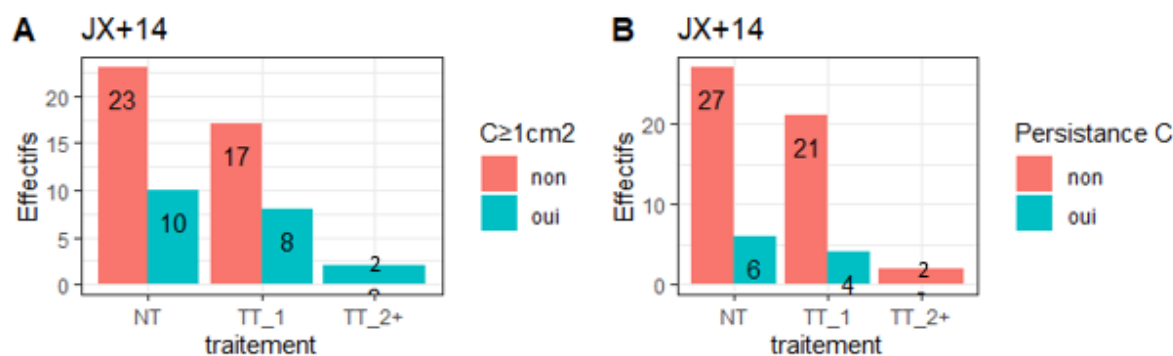 A JX+14
Effectifs
20
15
10
5
0
23
10
17
8
2
NT TT_1 TT_2+
traitement
C≥1cm2
non
oui
B JX+14
Effectifs
20
10
0
27
6
21
4
2
NT TT_1 TT_2+
traitement
Persistance C
non
oui